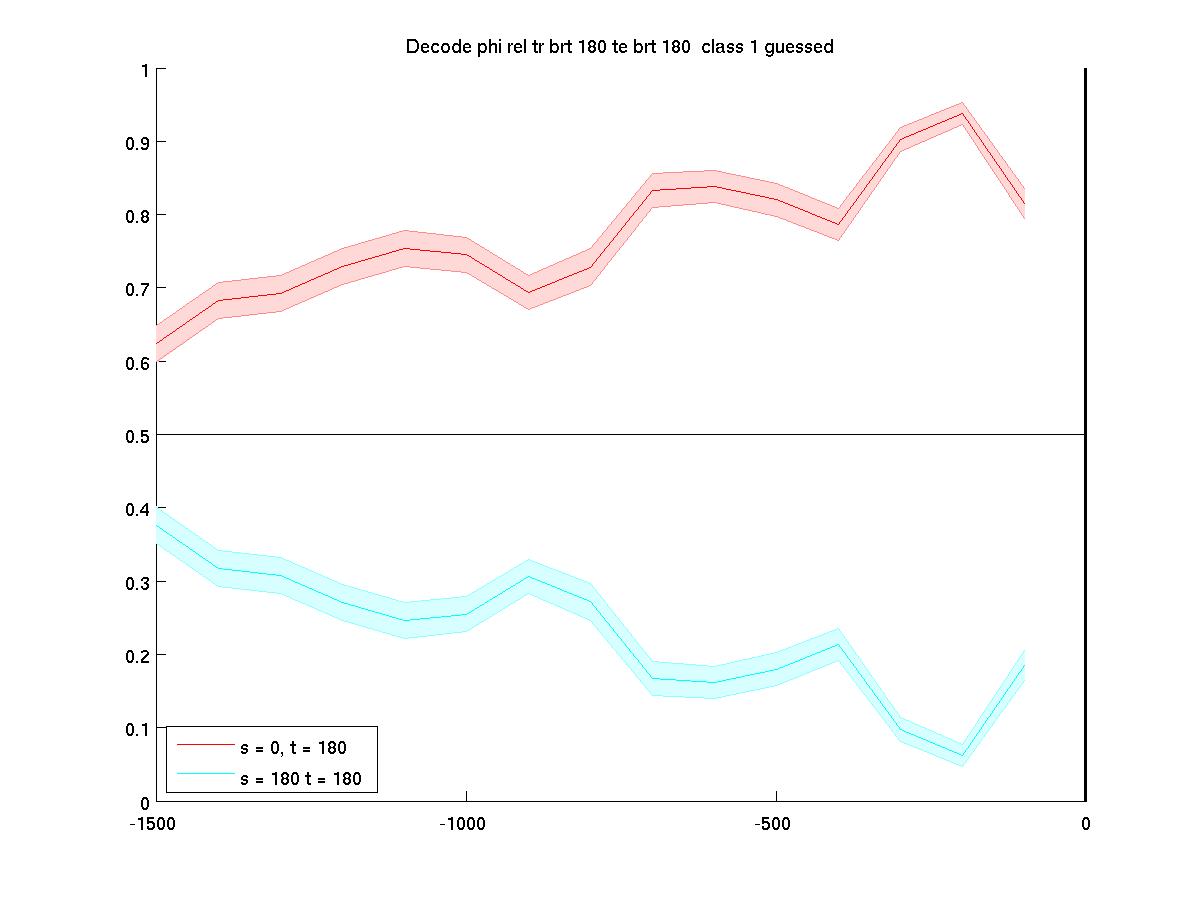 Decode phi rel tr brt 180 te brt 180  class 1 guessed
1
0.9
0.8
0.7
0.6
0.5
0.4
0.3
0.2
0.1
0
s = 0, t = 180
s = 180 t = 180
-1500 -1000 -500 0